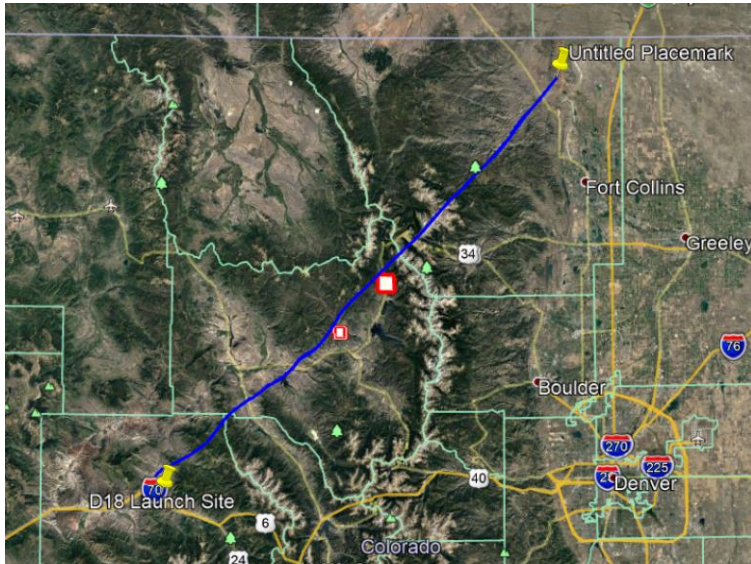 Untitled Placemark
Fort Collins
34
Greeley
76
Boulder
270
225
Denver
40
70
D18 Launch Site
6
24
Colorado